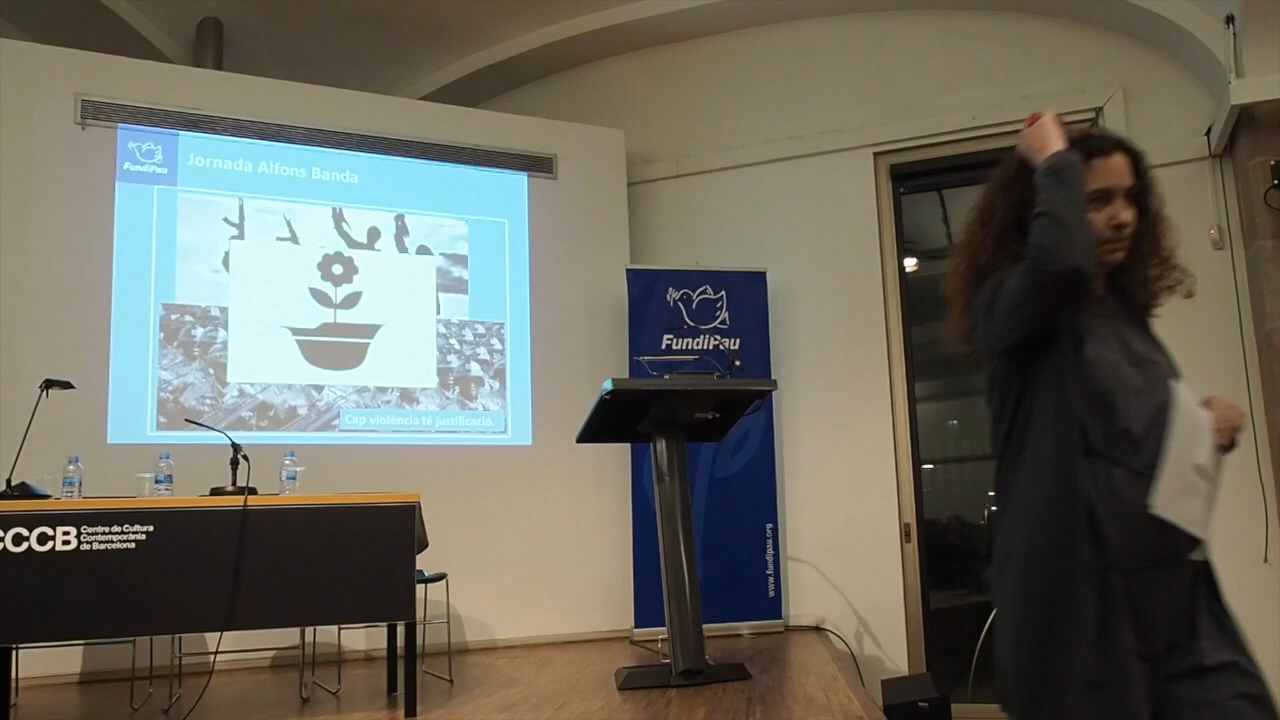 FundiPau
Jornada Alfons Banda
Cap violència té justificació.
FundiPau
www.fundipau.org
CCCB
Centre de Cultura
Contemporània
de Barcelona